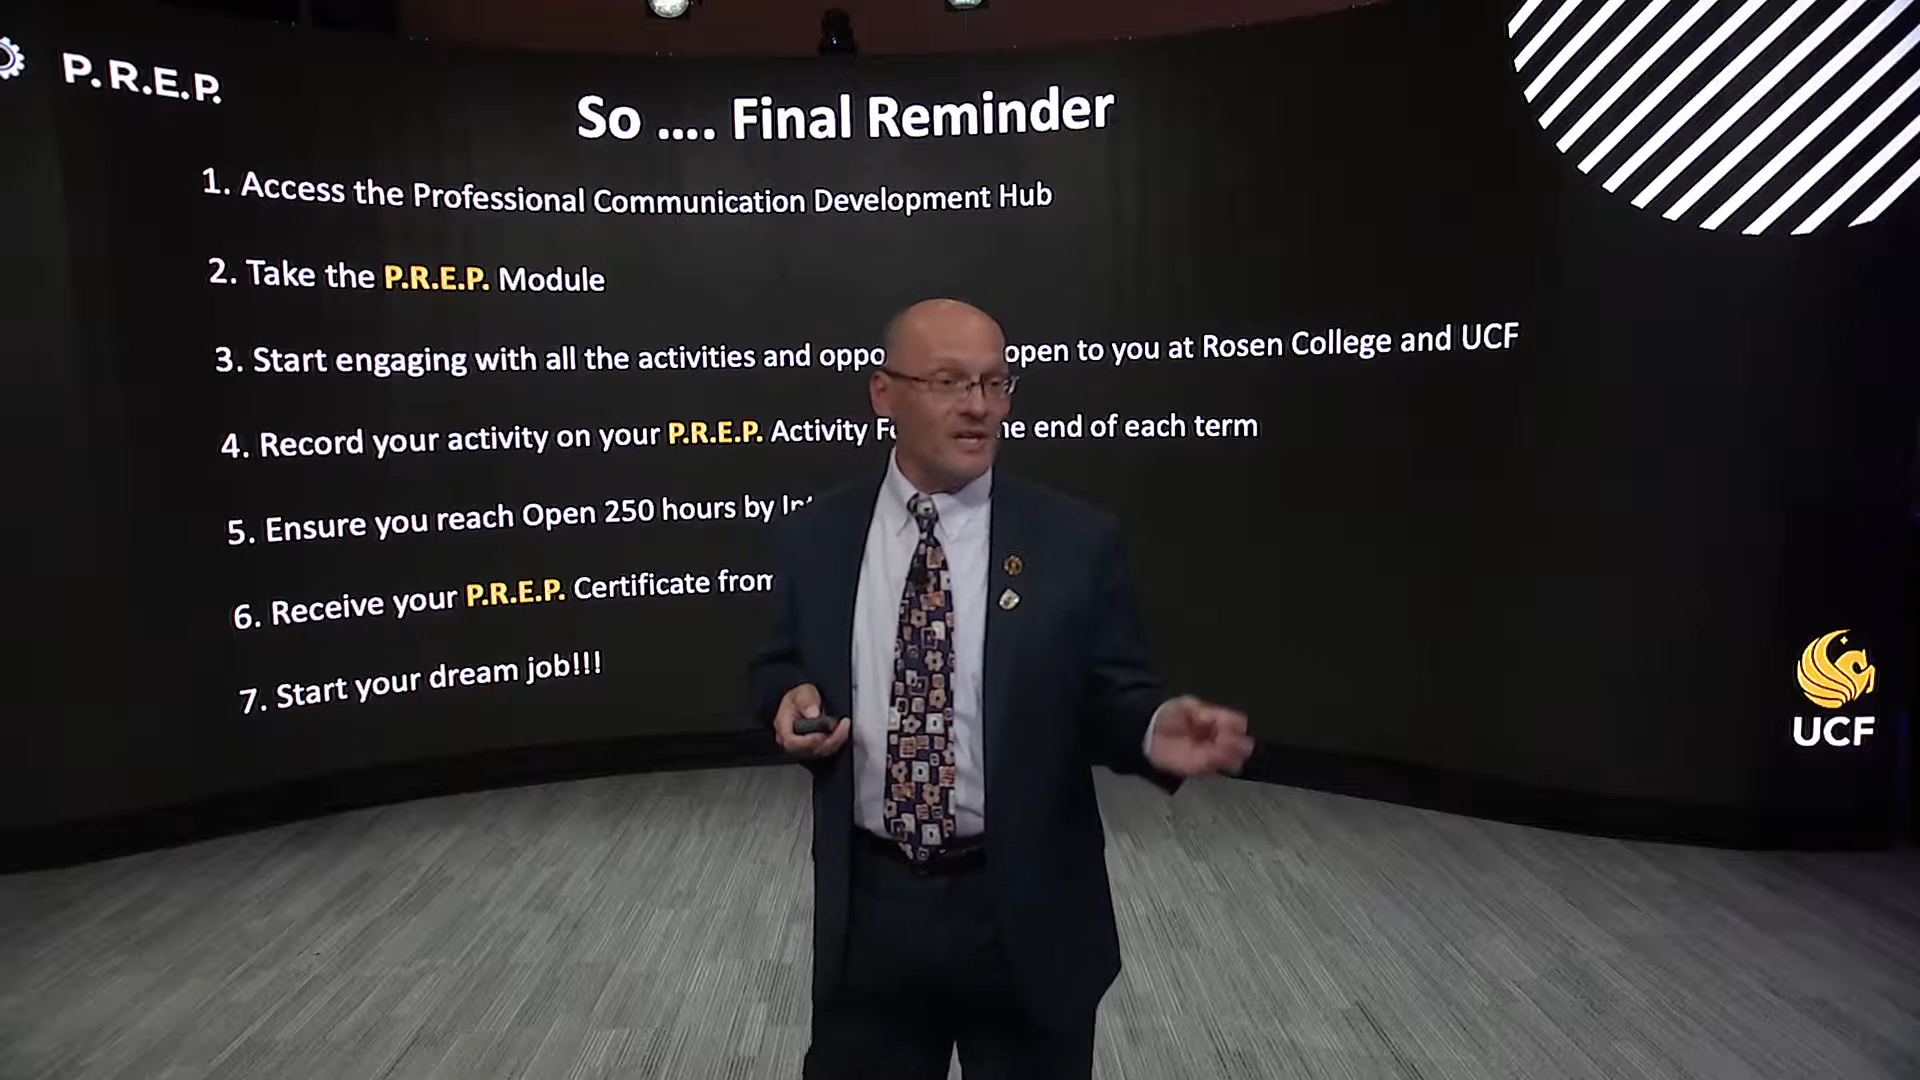 P.R.E.P.
So .... Final Reminder
1. Access the Professional Communication Development Hub
2. Take the P.R.E.P. Module
3. Start engaging with all the activities and open to you at Rosen College and UCF
4. Record your activity on your P.R.E.P. Activity end of each term
5. Ensure you reach Open 250 hours by
6. Receive your P.R.E.P. Certificate from
7. Start your dream job!!!
UCF